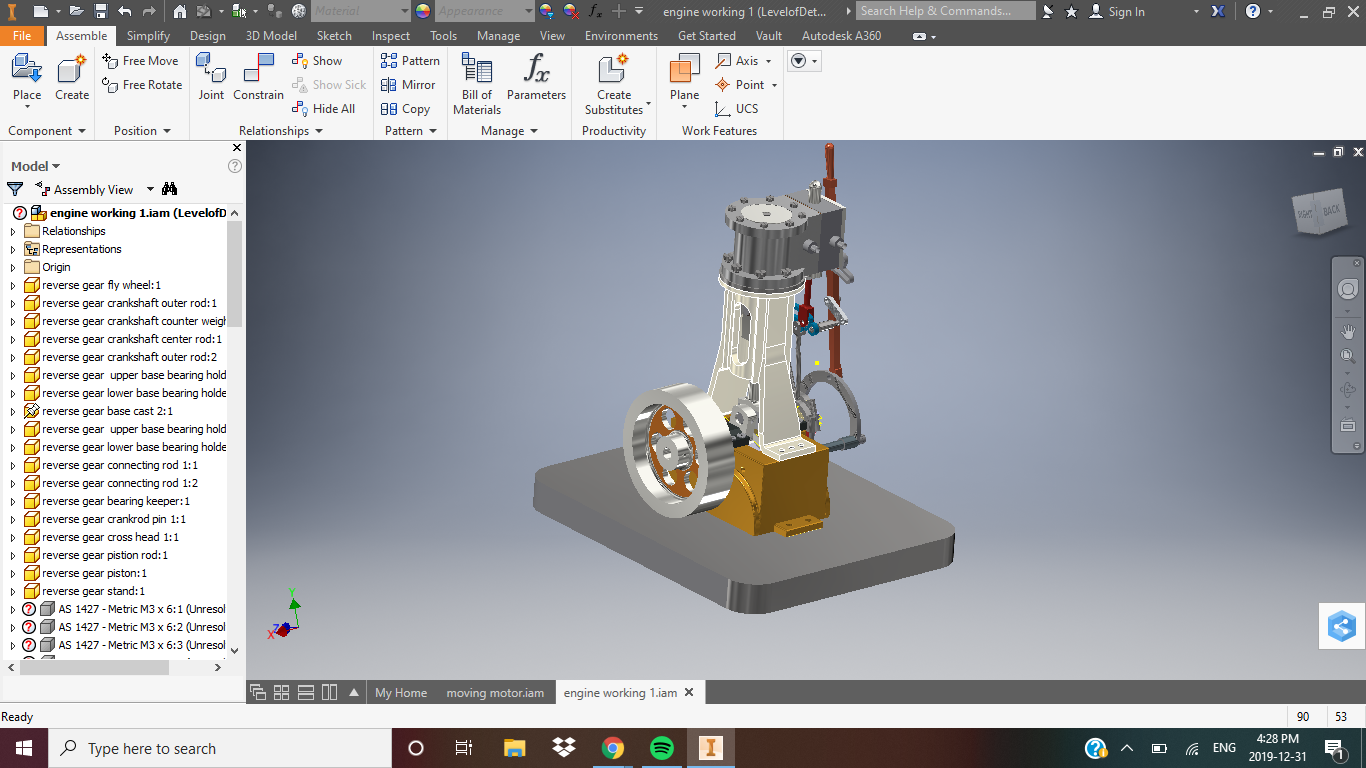 Material
Appearance
engine working 1 (LevelofDet...
Search Help & Commands...
Sign In
File
Assemble
Simplify
Design
3D Model
Sketch
Inspect
Tools
Manage
View
Environments
Get Started
Vault
Autodesk A360
Place
Create
Free Move
Free Rotate
Joint
Constrain
Show
Show Sick
Hide All
Pattern
Mirror
Copy
Bill of
Materials
Parameters
Create
Substitutes
Plane
Axis
Point
UCS
Component
Position
Relationships
Pattern
Manage
Productivity
Work Features
Model
Assembly View
engine working 1.iam (LevelofD
Relationships
Representations
Origin
reverse gear fly wheel:1
reverse gear crankshaft outer rod:1
reverse gear crankshaft counter weigh
reverse gear crankshaft center rod:1
reverse gear crankshaft outer rod:2
reverse gear  upper base bearing hold
reverse gear lower base bearing holde
reverse gear base cast 2:1
reverse gear  upper base bearing hold
reverse gear lower base bearing holde
reverse gear connecting rod 1:1
reverse gear connecting rod 1:2
reverse gear bearing keeper:1
reverse gear crankrod pin 1:1
reverse gear cross head 1:1
reverse gear pistion rod:1
reverse gear piston:1
reverse gear stand:1
AS 1427 - Metric M3 x 6:1 (Unresol
AS 1427 - Metric M3 x 6:2 (Unresol
AS 1427 - Metric M3 x 6:3 (Unresol
RIGHT
BACK
Y
Z
X
My Home
moving motor.iam
engine working 1.iam
Ready
90
53
Type here to search
ENG
4:28 PM
2019-12-31
1